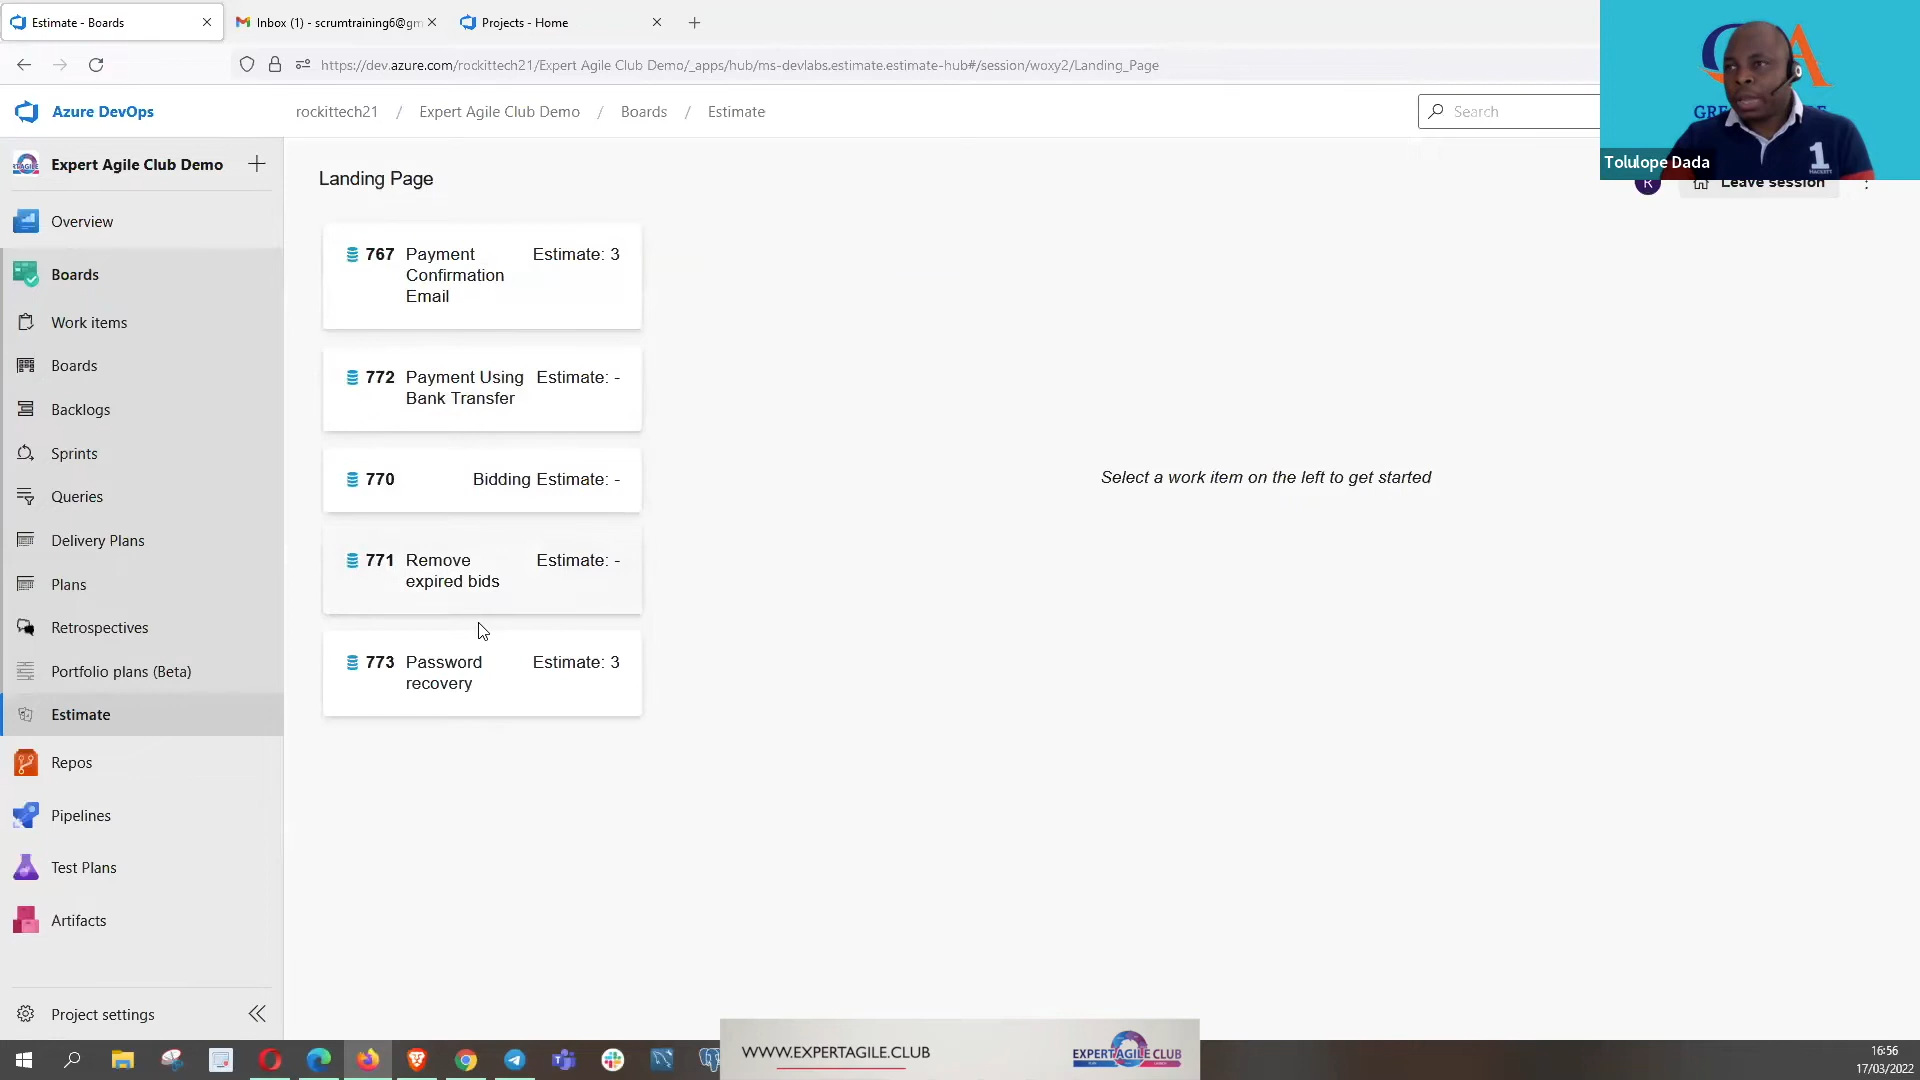 Estimate - Boards
Inbox (1) - scrumtraining6@gm
Projects - Home
https://dev.azure.com/rockittech21/Expert Agile Club Demo/_apps/hub/ms-devlabs.estimate.estimate-hub#/session/woxy2/Landing_Page
Azure DevOps
rockittech21 / Expert Agile Club Demo / Boards / Estimate
Search
Tolulope Dada
1
Expert Agile Club Demo
Landing Page
R
Leave session
Overview
Boards
Work items
Boards
Backlogs
Sprints
Queries
Delivery Plans
Plans
Retrospectives
Portfolio plans (Beta)
Estimate
Repos
Pipelines
Test Plans
Artifacts
Project settings
767 Payment Estimate: 3
Confirmation
Email
772 Payment Using Estimate: -
Bank Transfer
770 Bidding Estimate: -
771 Remove Estimate: -
expired bids
773 Password Estimate: 3
recovery
Select a work item on the left to get started
WWW.EXPERTAGILE.CLUB
EXPERT AGILE CLUB
16:56
17/03/2022